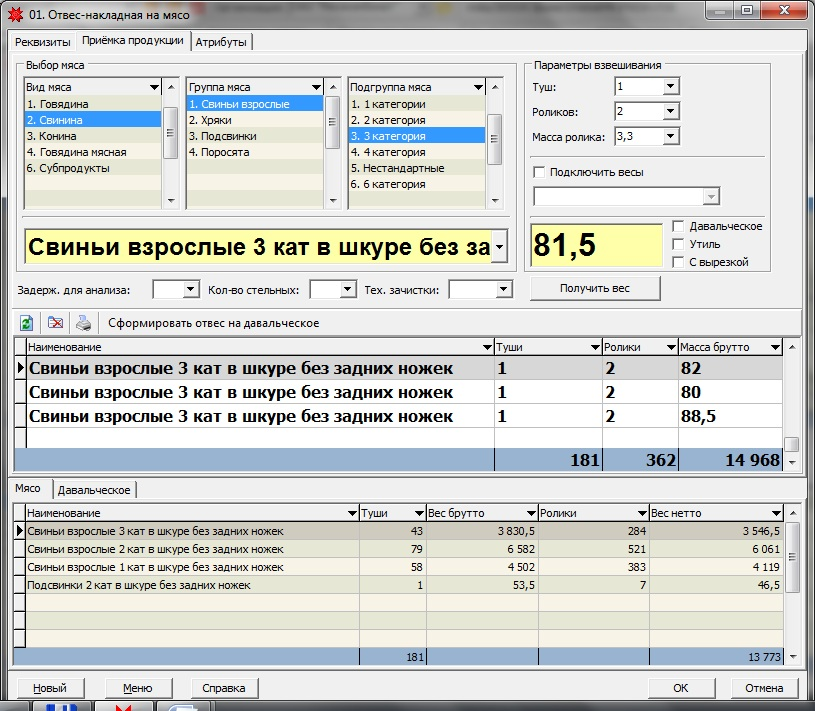 01. Отвес-накладная на мясо
Реквизиты Приёмка продукции Атрибуты
Выбор мяса
Вид мяса
1. Говядина
2. Свинина
3. Конина
4. Говядина мясная
6. Субпродукты
Группа мяса
1. Свиньи взрослые
2. Хряки
3. Подсвинки
4. Поросята
Подгруппа мяса
1. 1 категории
2. 2 категория
3. 3 категория
4. 4 категория
5. Нестандартные
6. 6 категория
Параметры взвешивания
Туш: 1
Роликов: 2
Масса ролика: 3,3
Подключить весы
Свиньи взрослые 3 кат в шкуре без за
81,5
Давальческое
Утиль
С вырезкой
Задерж. для анализа: Кол-во стельных: Тех. зачистки:
Получить вес
Сформировать отвес на давальческое
Наименование Туши Ролики Масса брутто
Свиньи взрослые 3 кат в шкуре без задних ножек 1 2 82
Свиньи взрослые 3 кат в шкуре без задних ножек 1 2 80
Свиньи взрослые 3 кат в шкуре без задних ножек 1 2 88,5
181 362 14 968
Мясо Давальческое
Наименование Туши Вес брутто Ролики Вес нетто
Свиньи взрослые 3 кат в шкуре без задних ножек 43 3 830,5 284 3 546,5
Свиньи взрослые 2 кат в шкуре без задних ножек 79 6 582 521 6 061
Свиньи взрослые 1 кат в шкуре без задних ножек 58 4 502 383 4 119
Подсвинки 2 кат в шкуре без задних ножек 1 53,5 7 46,5
181 13 773
Новый Меню Справка OK Отмена